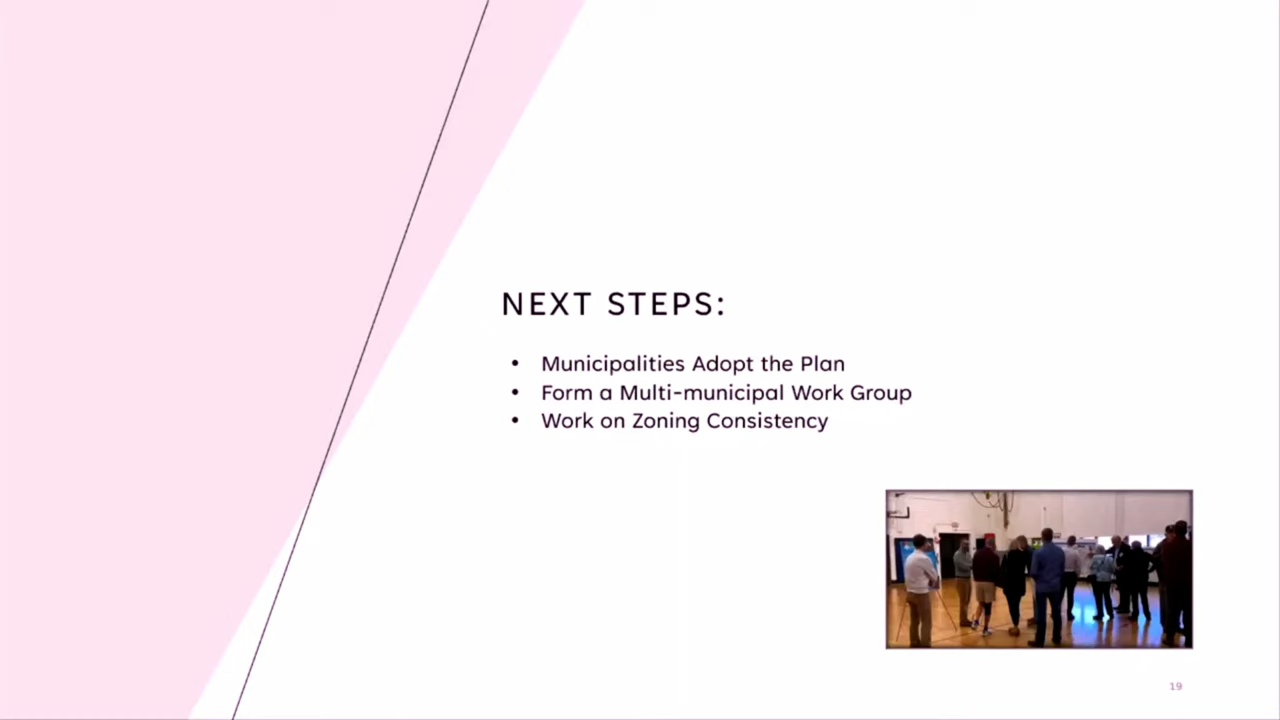 NEXT STEPS:
• Municipalities Adopt the Plan
• Form a Multi-municipal Work Group
• Work on Zoning Consistency
19